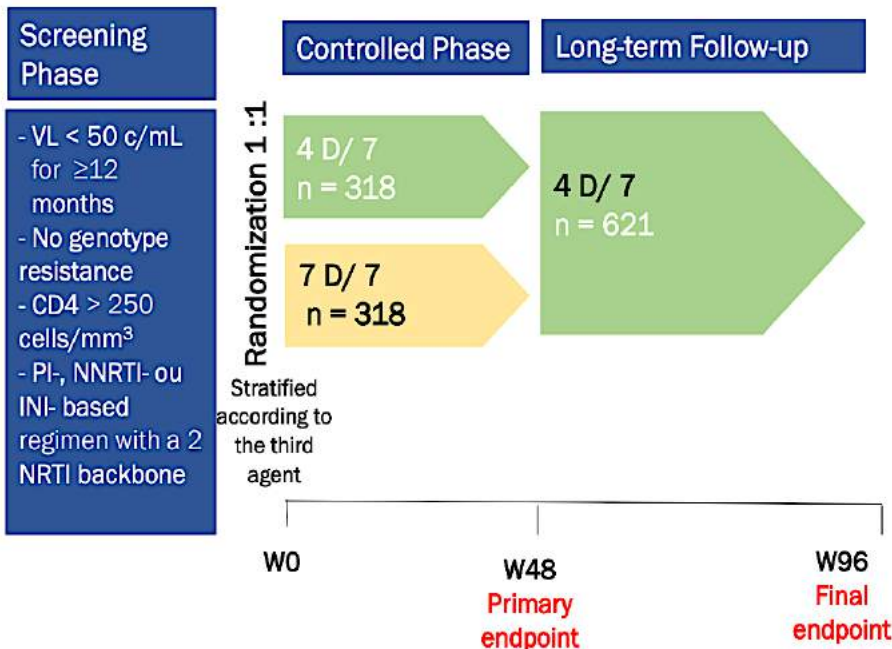 Screening
Phase
Controlled Phase
Long-term Follow-up
- VL < 50 c/mL
for ≥12
months
- No genotype
resistance
- CD4 > 250
cells/mm³
- PI-, NNRTI- ou
INI- based
regimen with a 2
NRTI backbone
Randomization 1 :1
Stratified
according to
the third
agent
4 D/ 7
n = 318
7 D/ 7
n = 318
4 D/ 7
n = 621
W0
W48
Primary
endpoint
W96
Final
endpoint